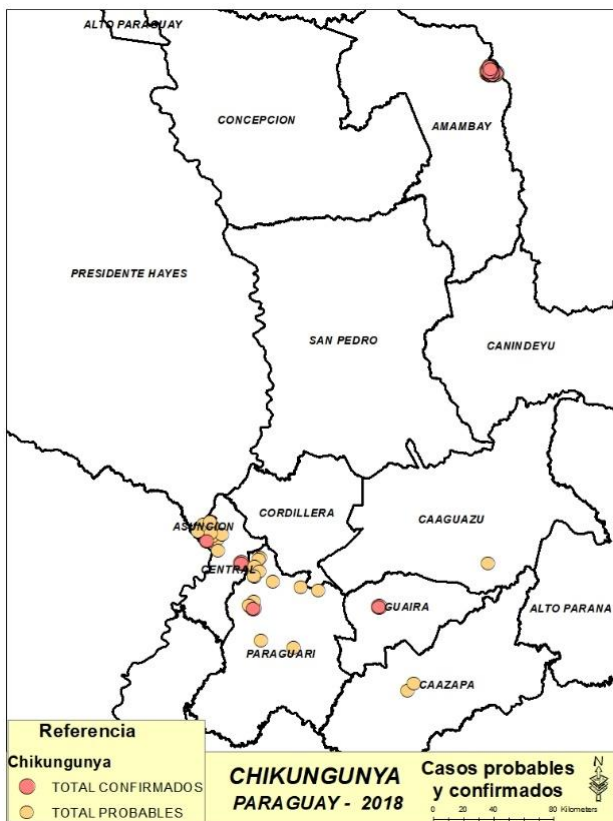 ALTO PARAGUAY
CONCEPCION
AMAMBAY
PRESIDENTE HAYES
SAN PEDRO
CANINDEYU
CORDILLERA
ASUNCION
CAAGUAZU
CENTRAL
GUAIRA
ALTO PARANA
PARAGUARI
CAAZAPA
Referencia
Chikungunya
TOTAL CONFIRMADOS
TOTAL PROBABLES
CHIKUNGUNYA
PARAGUAY - 2018
Casos probables
y confirmados
N
0 20 40 80 Kilometers